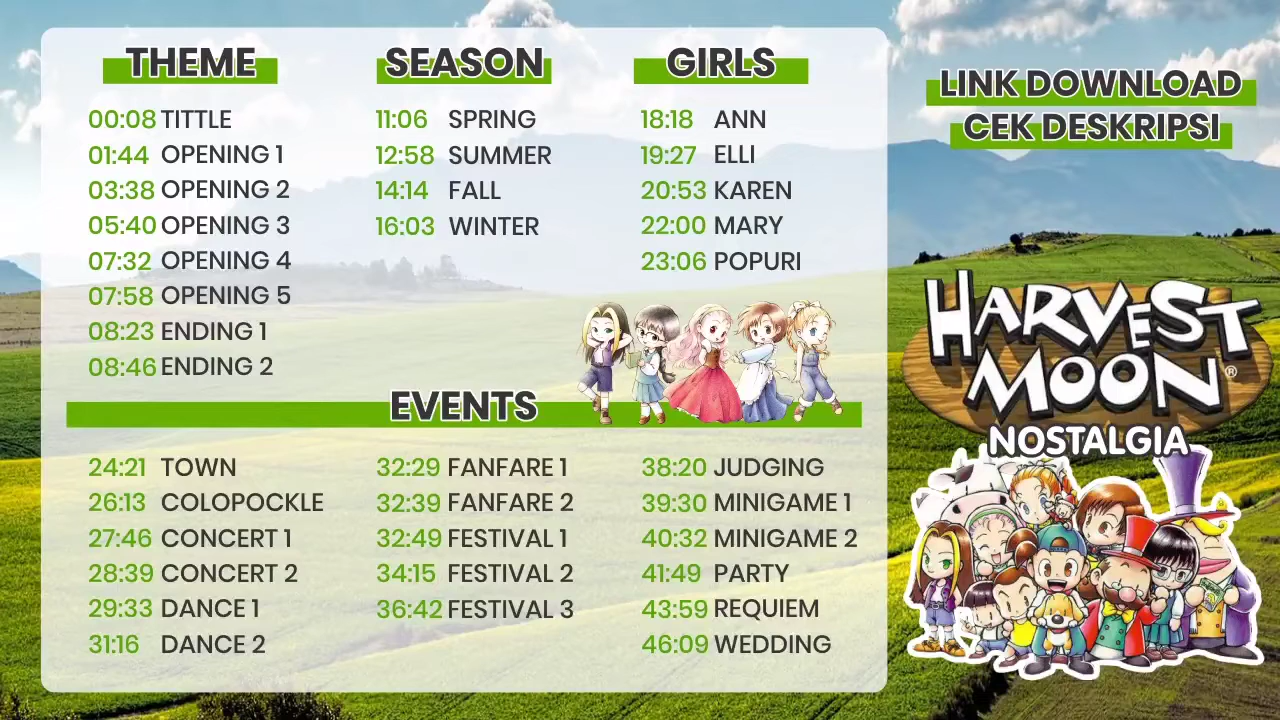 THEME
00:08 TITTLE
01:44 OPENING 1
03:38 OPENING 2
05:40 OPENING 3
07:32 OPENING 4
07:58 OPENING 5
08:23 ENDING 1
08:46 ENDING 2
SEASON
11:06 SPRING
12:58 SUMMER
14:14 FALL
16:03 WINTER
GIRLS
18:18 ANN
19:27 ELLI
20:53 KAREN
22:00 MARY
23:06 POPURI
EVENTS
24:21 TOWN
26:13 COLOPOCKLE
27:46 CONCERT 1
28:39 CONCERT 2
29:33 DANCE 1
31:16 DANCE 2
32:29 FANFARE 1
32:39 FANFARE 2
32:49 FESTIVAL 1
34:15 FESTIVAL 2
36:42 FESTIVAL 3
38:20 JUDGING
39:30 MINIGAME 1
40:32 MINIGAME 2
41:49 PARTY
43:59 REQUIEM
46:09 WEDDING
LINK DOWNLOAD
CEK DESKRIPSI
HARVEST
MOON®
NOSTALGIA